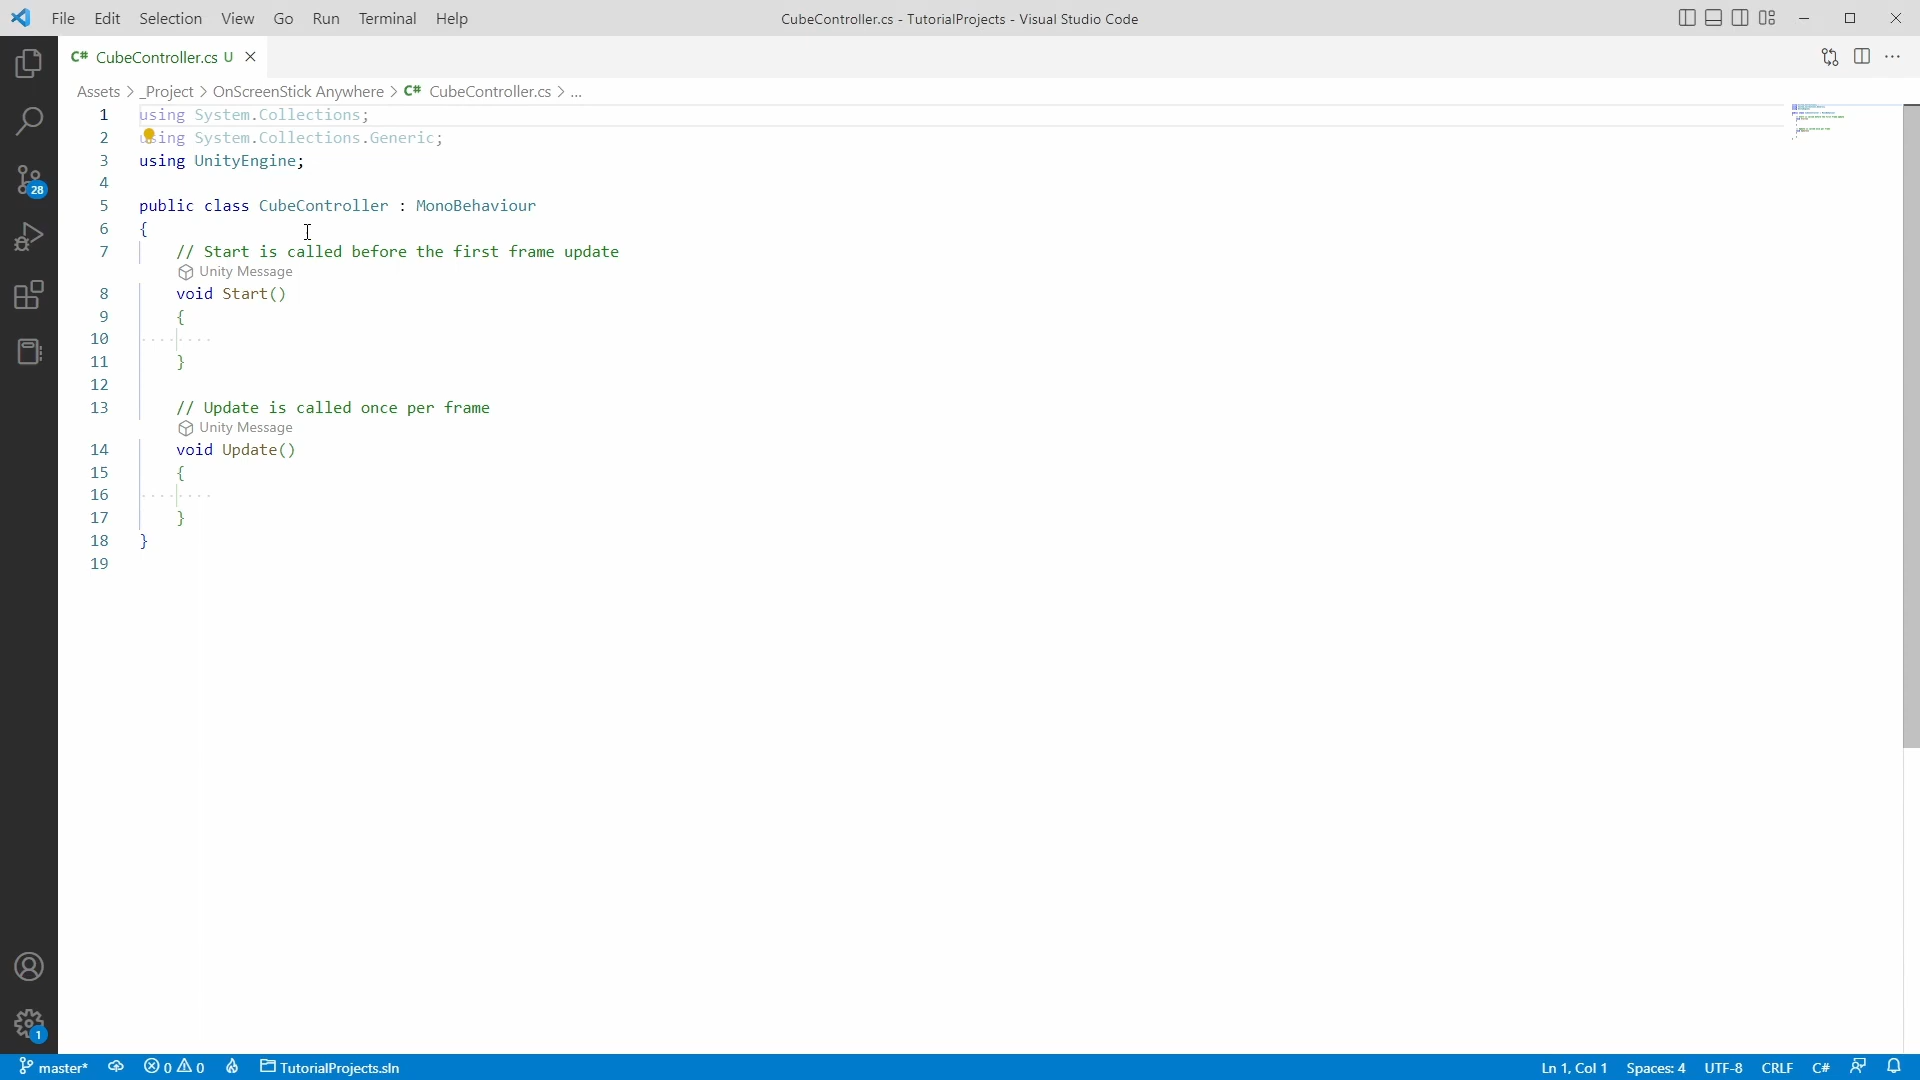 File Edit Selection View Go Run Terminal Help
CubeController.cs - TutorialProjects - Visual Studio Code
C# CubeController.cs U
Assets > _Project > OnScreenStick Anywhere > C# CubeController.cs > ...
1 using System.Collections;
2 using System.Collections.Generic;
3 using UnityEngine;
4
5 public class CubeController : MonoBehaviour
6 {
7 // Start is called before the first frame update
Unity Message
8 void Start()
9 {
10
11 }
12
13 // Update is called once per frame
Unity Message
14 void Update()
15 {
16
17 }
18 }
19
28
1
master* 0 0 TutorialProjects.sln Ln 1, Col 1 Spaces: 4 UTF-8 CRLF C#